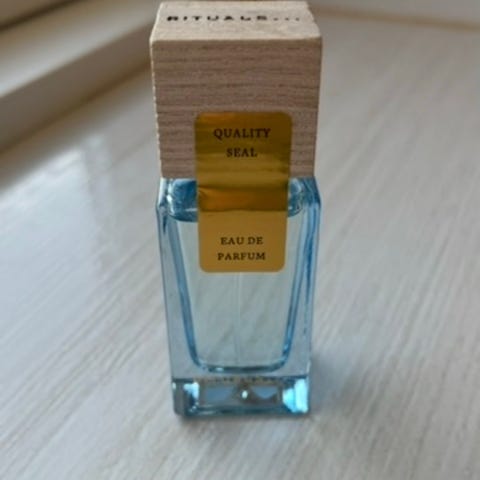 RITUALS...
QUALITY
SEAL
EAU DE
PARFUM